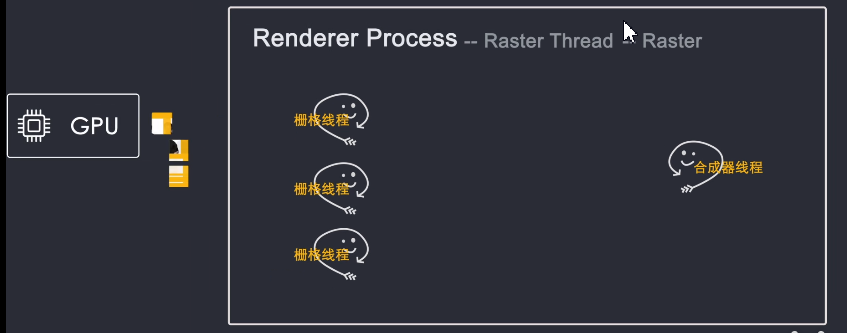 Renderer Process -- Raster Thread -- Raster
GPU
栅格线程
栅格线程
栅格线程
合成器线程